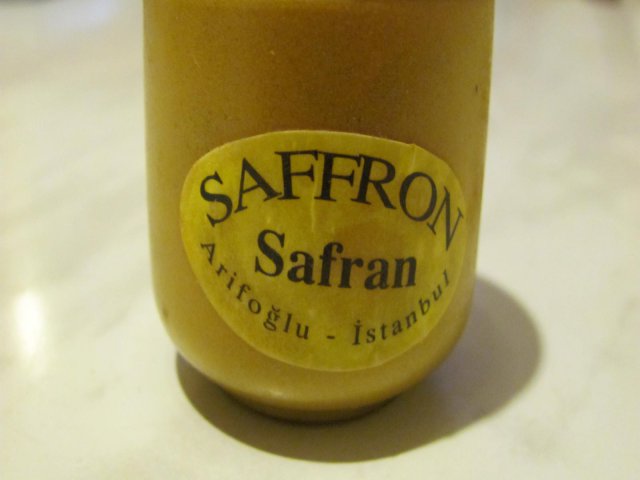 SAFFRON
Safran
Arifoğlu - İstanbul